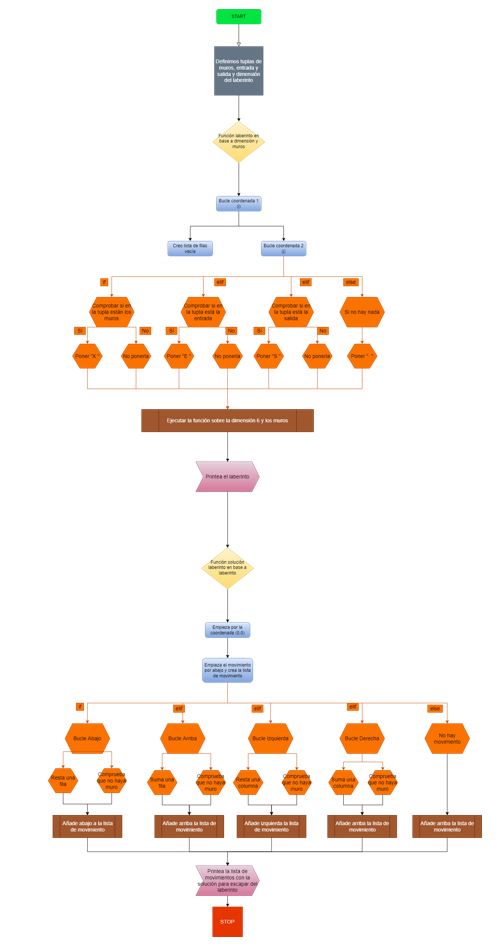 START
Definimos tuplas de
muros, entrada y
salida y dimensión
del laberinto
Función laberinto en
base a dimención y
muros
Bucle coordenada 1
(i)
Creo lista de filas
vacía
Bucle coordenada 2
(j)
if
elif
elif
else
Comprobar si en
la tupla están los
muros
Comprobar si en
la tupla está la
entrada
Comprobar si en
la tupla está la
salida
Si no hay nada
Sí
No
Sí
No
Sí
No
Poner "X "
No ponerla
Poner "E "
No ponerla
Poner "S "
No ponerla
Poner "  "
Ejecutar la función sobre la dimensión 6 y los muros
Printea el laberinto
Función solución
laberinto en base a
laberinto
Empieza por la
coordenada (0,0)
Empieza el movimiento
por abajo y crea la lista
de movimiento
if
elif
elif
elif
else
Bucle Abajo
Bucle Arriba
Bucle Izquierda
Bucle Derecha
No hay
movimiento
Resta una
fila
Comprueba
que no haya
muro
Suma una
fila
Comprueba
que no haya
muro
Resta una
columna
Comprueba
que no haya
muro
Suma una
columna
Comprueba
que no haya
muro
Añade abajo a la lista
de movimiento
Añade arriba la lista de
movimiento
Añade izquierda la lista
de movimiento
Añade arriba la lista de
movimiento
Añade arriba la lista de
movimiento
Printea la lista de
movimientos con la
solución para escapar del
laberinto
STOP